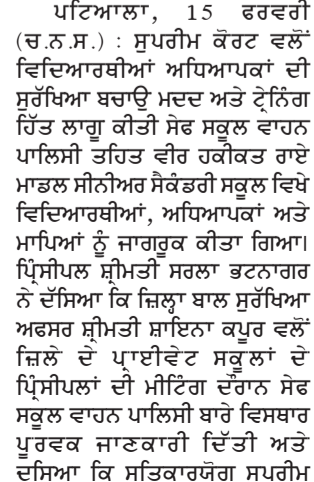 ਪਟਿਆਲਾ, 15 ਫਰਵਰੀ
(ਚ.ਨ.ਸ.) : ਸੁਪਰੀਮ ਕੋਰਟ ਵਲੋਂ
ਵਿਦਿਆਰਥੀਆਂ ਅਧਿਆਪਕਾਂ ਦੀ
ਸੁਰੱਖਿਆ ਬਚਾਉ ਮਦਦ ਅਤੇ ਟ੍ਰੇਨਿੰਗ
ਹਿੱਤ ਲਾਗੂ ਕੀਤੀ ਸੇਫ ਸਕੂਲ ਵਾਹਨ
ਪਾਲਿਸੀ ਤਹਿਤ ਵੀਰ ਹਕੀਕਤ ਰਾਏ
ਮਾਡਲ ਸੀਨੀਅਰ ਸੈਕੰਡਰੀ ਸਕੂਲ ਵਿਖੇ
ਵਿਦਿਆਰਥੀਆਂ, ਅਧਿਆਪਕਾਂ ਅਤੇ
ਮਾਪਿਆਂ ਨੂੰ ਜਾਗਰੂਕ ਕੀਤਾ ਗਿਆ।
ਪ੍ਰਿੰਸੀਪਲ ਸ਼੍ਰੀਮਤੀ ਸਰਲਾ ਭਟਨਾਗਰ
ਨੇ ਦੱਸਿਆ ਕਿ ਜ਼ਿਲ੍ਹਾ ਬਾਲ ਸੁਰੱਖਿਆ
ਅਫਸਰ ਸ਼੍ਰੀਮਤੀ ਸ਼ਾਇਨਾ ਕਪੂਰ ਵਲੋਂ
ਜ਼ਿਲੇ ਦੇ ਪ੍ਰਾਈਵੇਟ ਸਕੂਲਾਂ ਦੇ
ਪ੍ਰਿੰਸੀਪਲਾਂ ਦੀ ਮੀਟਿੰਗ ਦੌਰਾਨ ਸੇਫ
ਸਕੂਲ ਵਾਹਨ ਪਾਲਿਸੀ ਬਾਰੇ ਵਿਸਥਾਰ
ਪੂਰਵਕ ਜਾਣਕਾਰੀ ਦਿੱਤੀ ਅਤੇ
ਦਸਿਆ ਕਿ ਸਤਿਕਾਰਯੋਗ ਸੁਪਰੀਮ